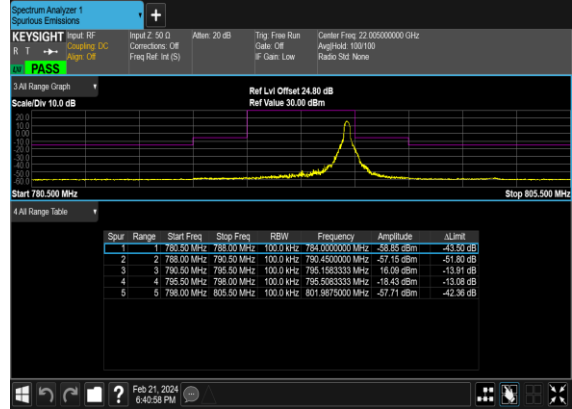 Spectrum Analyzer 1
Spurious Emissions
+
KEYSIGHT Input: RF Input Z: 50 Ω Atten: 20 dB Trig: Free Run Center Freq: 22.005000000 GHz
R T Coupling: DC Corrections: Off Gate: Off Avg|Hold: 100/100
Align: Off Freq Ref: Int (S) IF Gain: Low Radio Std: None
PASS
3 All Range Graph
Ref Lvl Offset 24.80 dB
Scale/Div 10.0 dB Ref Value 30.00 dBm
20.0
10.0
0.00
-10.0
-20.0
-30.0
-40.0
-50.0
-60.0
Start 780.500 MHz Stop 805.500 MHz
4 All Range Table
Spur Range Start Freq Stop Freq RBW Frequency Amplitude ΔLimit
1 1 780.50 MHz 788.00 MHz 100.0 kHz 784.0000000 MHz -58.85 dBm -43.50 dB
2 2 788.00 MHz 790.50 MHz 100.0 kHz 790.4500000 MHz -57.15 dBm -51.80 dB
3 3 790.50 MHz 795.50 MHz 100.0 kHz 795.1583333 MHz 16.09 dBm -13.91 dB
4 4 795.50 MHz 798.00 MHz 100.0 kHz 795.5083333 MHz -18.43 dBm -13.08 dB
5 5 798.00 MHz 805.50 MHz 100.0 kHz 801.9875000 MHz -57.71 dBm -42.36 dB
? Feb 21, 2024
6:40:58 PM